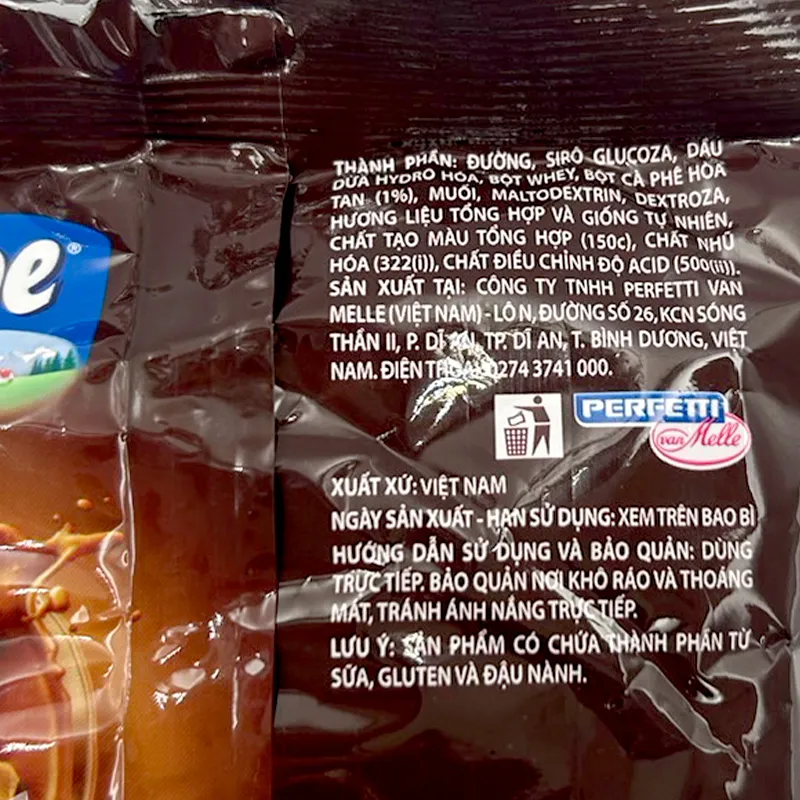 THÀNH PHẦN: ĐƯỜNG, SIRÔ GLUCOZA, DẦU
DỪA HYDRO HÓA, BỘT WHEY, BỘT CÀ PHÊ HÒA
TAN (1%), MUỐI, MALTODEXTRIN, DEXTROZA,
HƯƠNG LIỆU TỔNG HỢP VÀ GIỐNG TỰ NHIÊN,
CHẤT TẠO MÀU TỔNG HỢP (150c), CHẤT NHŨ
HÓA (322(i)), CHẤT ĐIỀU CHỈNH ĐỘ ACID (500(ii)).
SẢN XUẤT TẠI: CÔNG TY TNHH PERFETTI VAN
MELLE (VIỆT NAM) - LÔ N, ĐƯỜNG SỐ 26, KCN SÓNG
THẦN II, P. DĨ AN, TP. DĨ AN, T. BÌNH DƯƠNG, VIỆT
NAM. ĐIỆN THOẠI: 0274 3741 000.
PERFETTI
van Melle
XUẤT XỨ: VIỆT NAM
NGÀY SẢN XUẤT - HẠN SỬ DỤNG: XEM TRÊN BAO BÌ
HƯỚNG DẪN SỬ DỤNG VÀ BẢO QUẢN: DÙNG
TRỰC TIẾP. BẢO QUẢN NƠI KHÔ RÁO VÀ THOÁNG
MÁT, TRÁNH ÁNH NẮNG TRỰC TIẾP.
LƯU Ý: SẢN PHẨM CÓ CHỨA THÀNH PHẦN TỪ
SỮA, GLUTEN VÀ ĐẬU NÀNH.